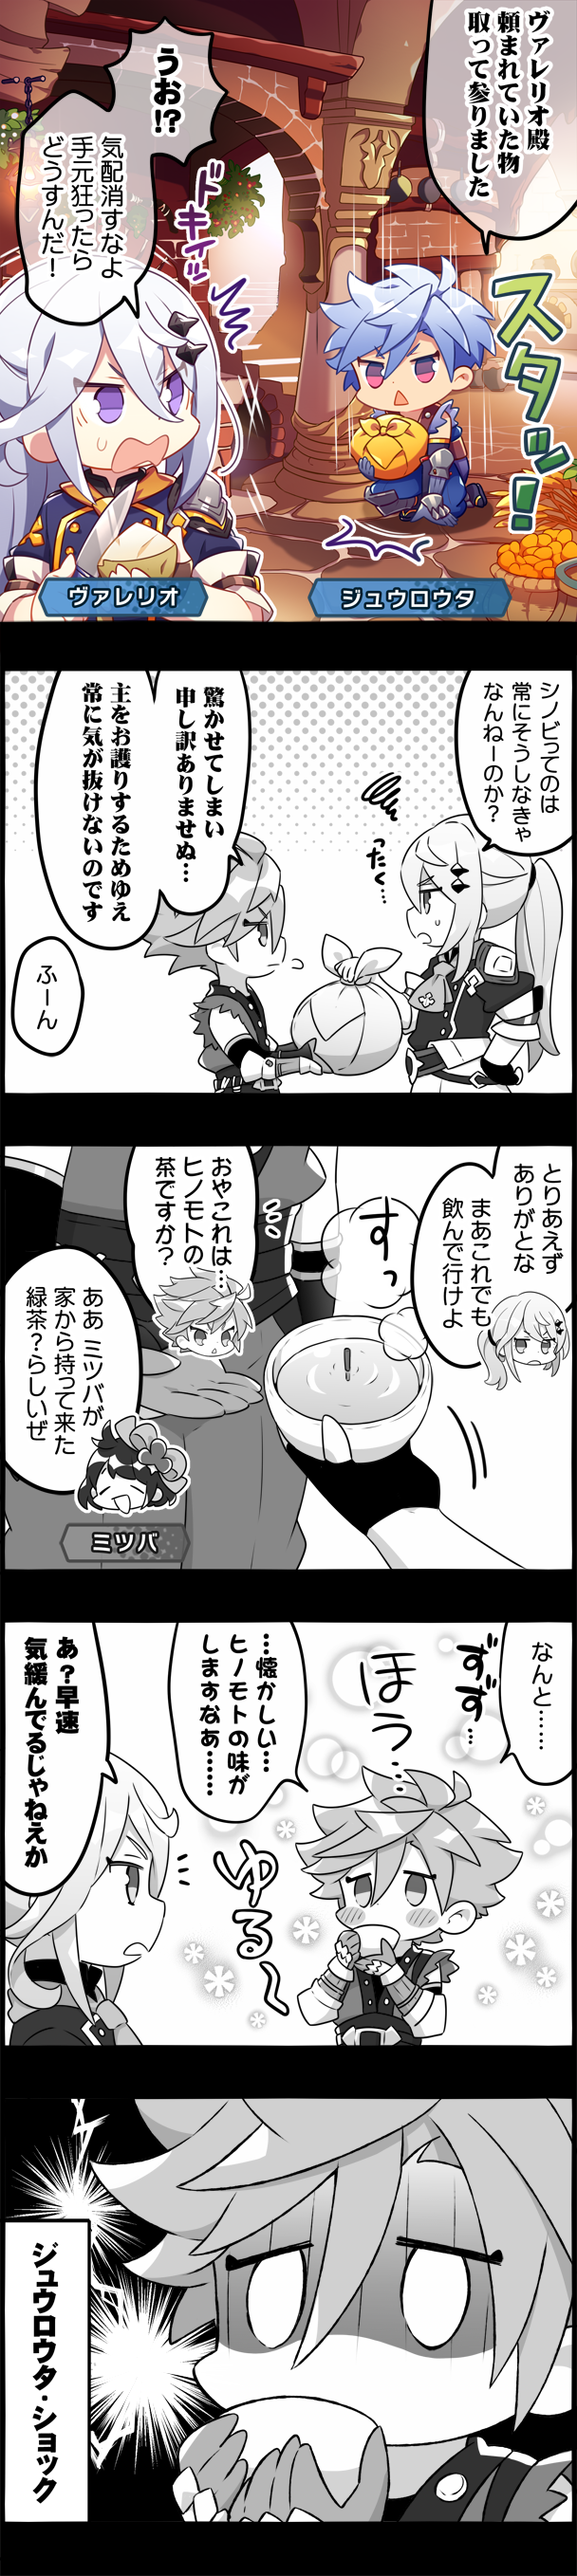 ヴァレリオ殿
頼まれていた物
取って参りました
スタッ!
うお!?
ドキィッ
気配消すなよ
手元狂ったら
どうすんだ!
ヴァレリオ
ジュウロウタ
シノビってのは
常にそうしなきゃ
なんねーのか?
ったく…
驚かせてしまい
申し訳ありませぬ…
主をお護りするためゆえ
常に気が抜けないのです
ふーん
とりあえず
ありがとな
まあこれでも
飲んで行けよ
すっ
おやこれは…
ヒノモトの
茶ですか?
ああ ミツバが
家から持って来た
緑茶?らしいぜ
ミツバ
なんと……
ずず…
ほう…
…懐かしい…
ヒノモトの味が
しますなあ……
ゆる〜
あ?早速
気緩んでるじゃねえか
ジュウロウタ・ショック